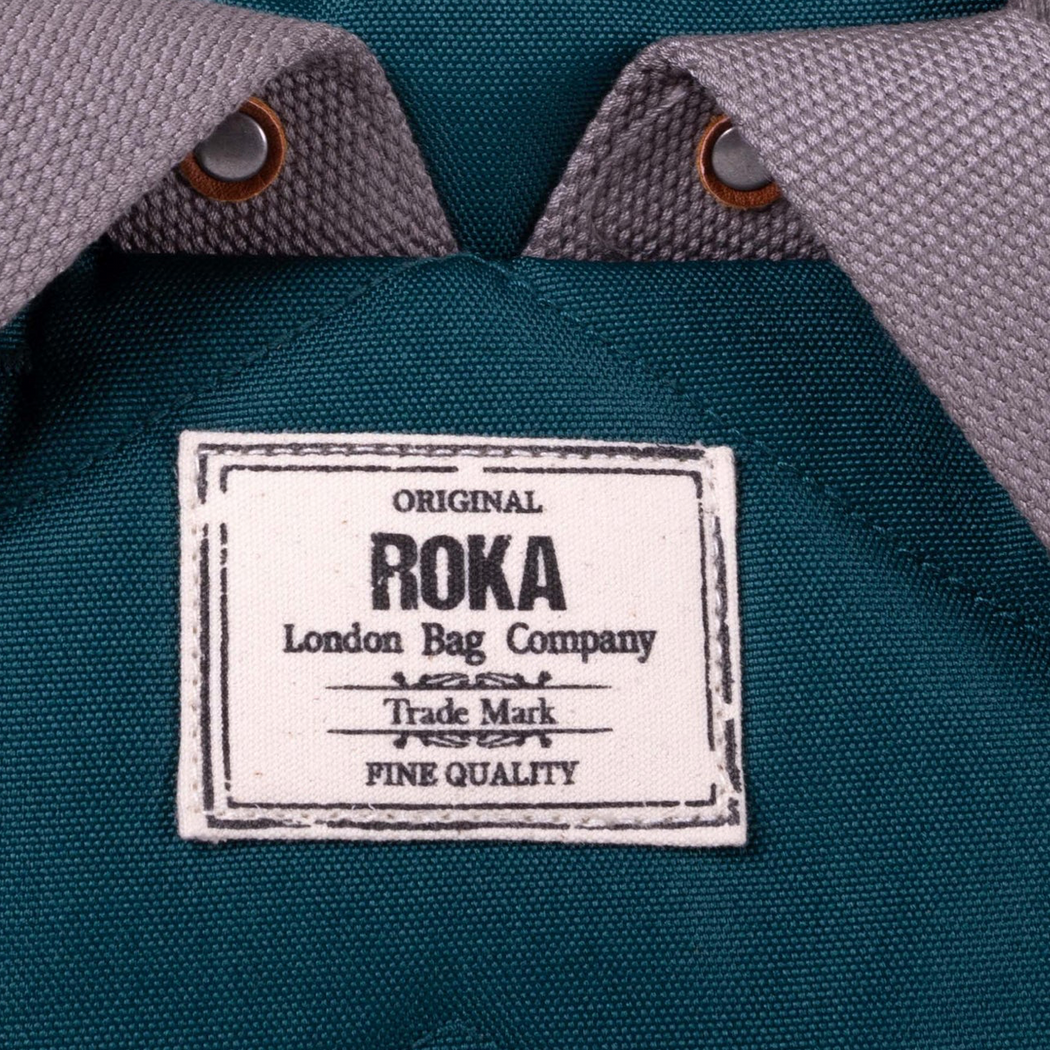 ORIGINAL
ROKA
London Bag Company
Trade Mark
FINE QUALITY